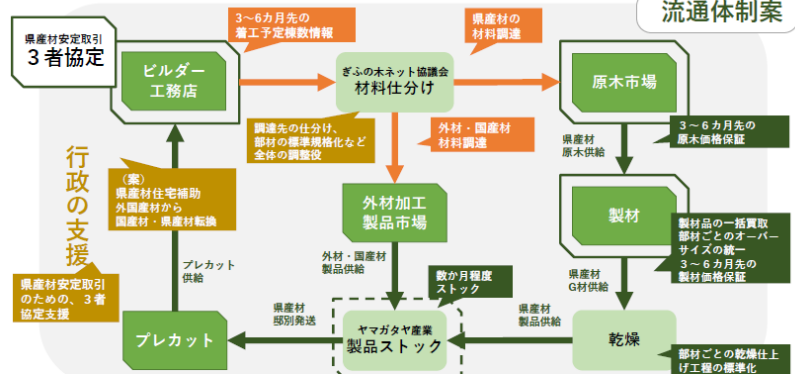 流通体制案
県産材安定取引
3者協定
3～6カ月先の
着工予定棟数情報
県産材の
材料調達
ビルダー
工務店
ぎふの木ネット協議会
材料仕分け
原木市場
調達先の仕分け、
部材の標準規格化など
全体の調整役
外材・国産材
材料調達
県産材
原木供給
3～6カ月先の
原木価格保証
行政の支援
（案）
県産材住宅補助
外国産材から
国産材・県産材転換
外材加工
製品市場
製材
製材品の一括買取
部材ごとのオーバー
サイズの統一
3～6カ月先の
製材価格保証
県産材安定取引
のための、3者
協定支援
プレカット
供給
外材・国産材
製品供給
数か月程度
ストック
県産材
G材供給
プレカット
県産材
邸別発送
ヤマガタヤ産業
製品ストック
県産材
製品供給
乾燥
部材ごとの乾燥仕上
げ工程の標準化